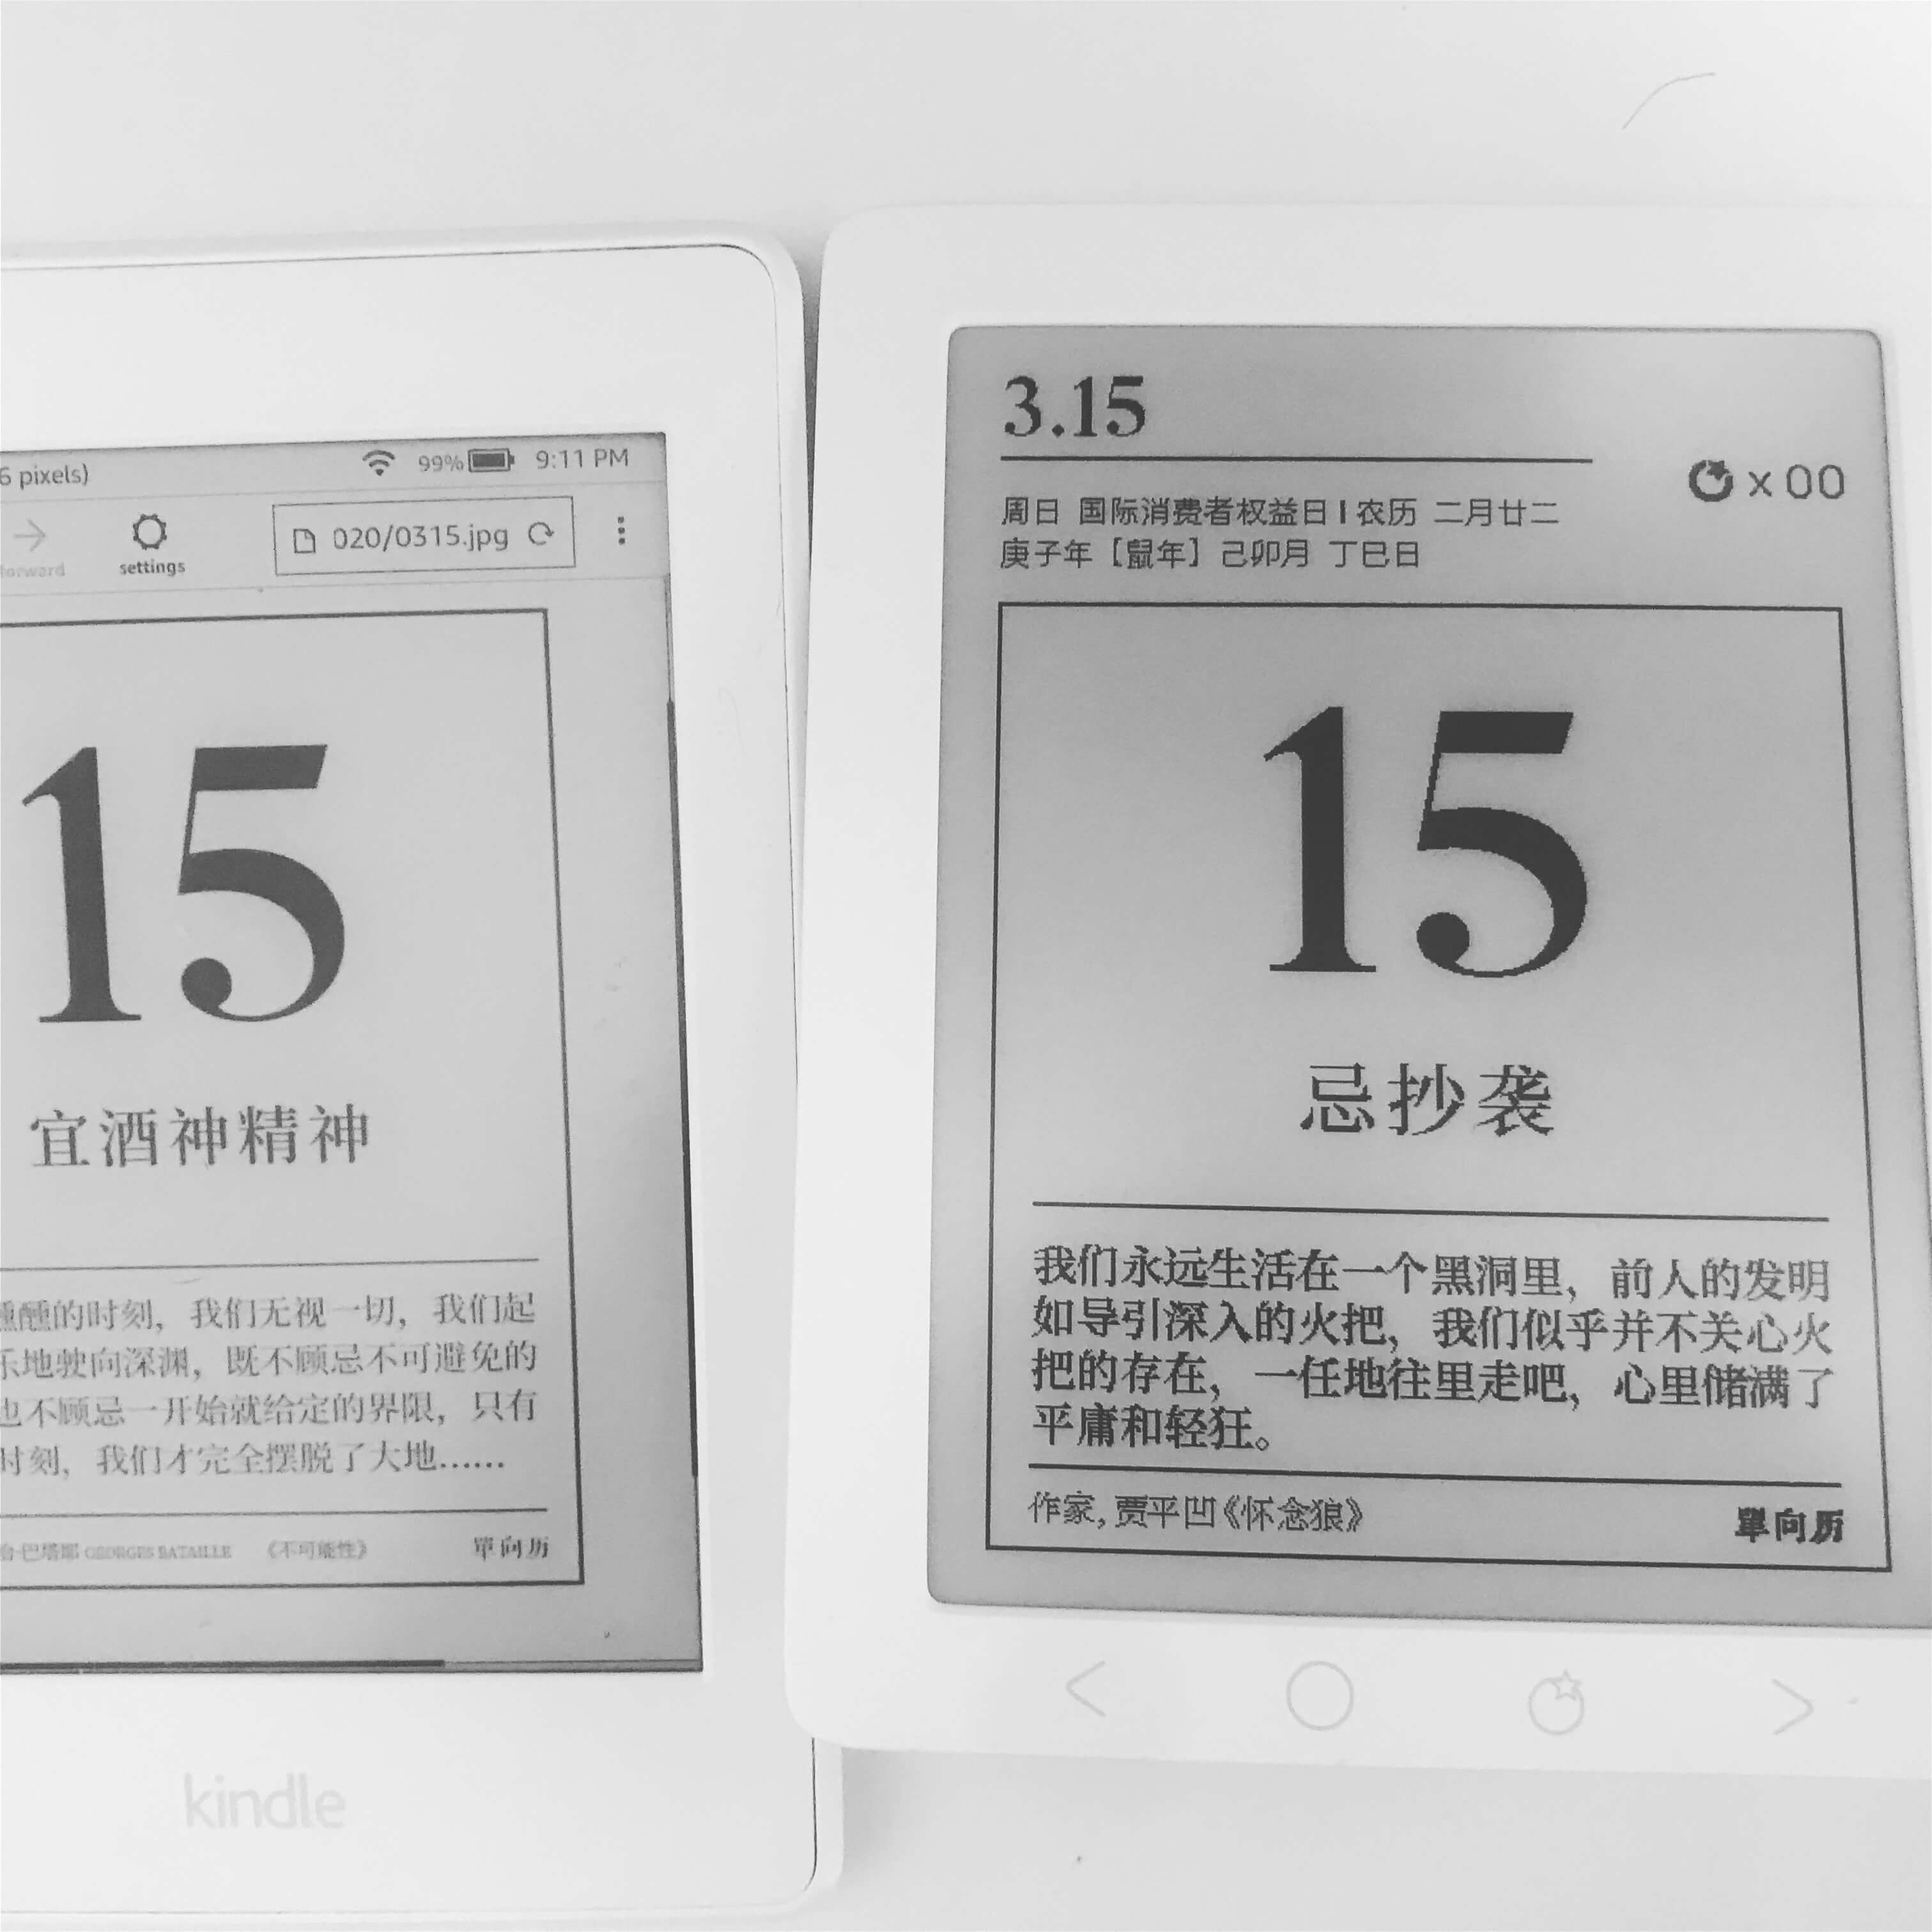 6 pixels)
99%
9:11 PM
forward
settings
020/0315.jpg
15
宜酒神精神
醺的时刻，我们无视一切，我们起
乐地驶向深渊，既不顾忌不可避免的
也不顾忌一开始就给定的界限，只有
时刻，我们才完全摆脱了大地……
巴塔耶 GEORGES BATAILLE 《不可能性》
單向历
kindle
3.15
x 00
周日 国际消费者权益日 | 农历 二月廿二
庚子年［鼠年］己卯月 丁巳日
15
忌抄袭
我们永远生活在一个黑洞里，前人的发明
如导引深入的火把，我们似乎并不关心火
把的存在，一任地往里走吧，心里储满了
平庸和轻狂。
作家, 贾平凹《怀念狼》
單向历